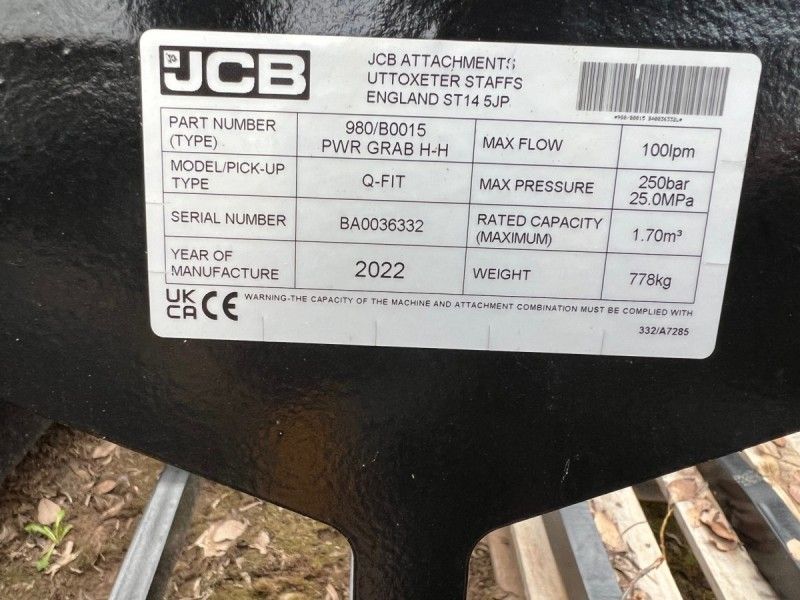 JCB
JCB ATTACHMENTS
UTTOXETER STAFFS
ENGLAND ST14 5JP
*980/B0015 BA0036332L#
PART NUMBER (TYPE)
980/B0015
PWR GRAB H-H
MAX FLOW
100lpm
MODEL/PICK-UP
TYPE
Q-FIT
MAX PRESSURE
250bar
25.0MPa
SERIAL NUMBER
BA0036332
RATED CAPACITY
(MAXIMUM)
1.70m³
YEAR OF
MANUFACTURE
2022
WEIGHT
778kg
UK
CA CE
WARNING-THE CAPACITY OF THE MACHINE AND ATTACHMENT COMBINATION MUST BE COMPLIED WITH
332/A7285